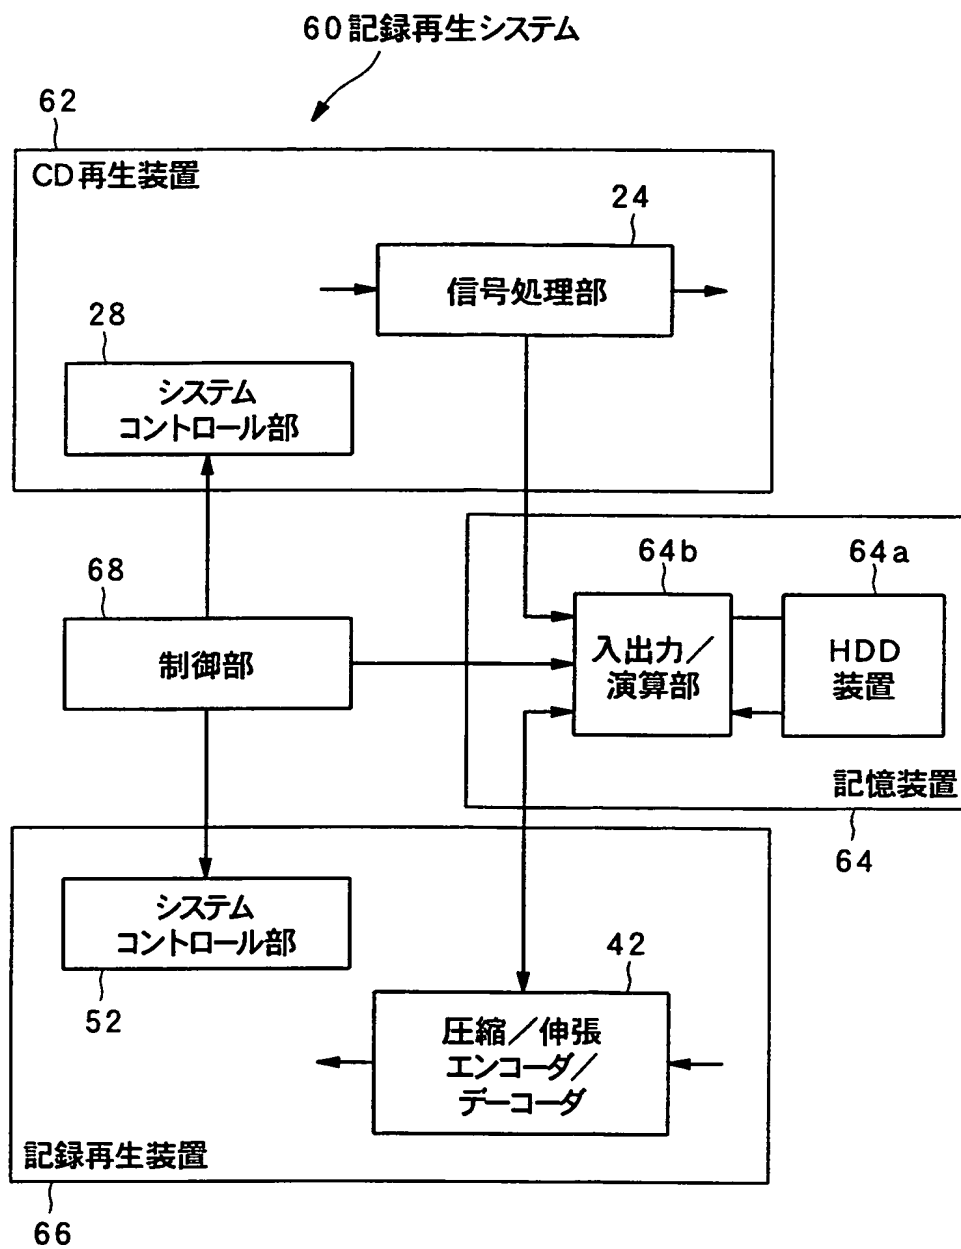 60記録再生システム
62
CD再生装置
24
信号処理部
28
システム
コントロール部
64b
64a
68
制御部
入出力／
演算部
HDD
装置
記憶装置
64
システム
コントロール部
52
42
圧縮／伸張
エンコーダ／
デーコーダ
記録再生装置
66